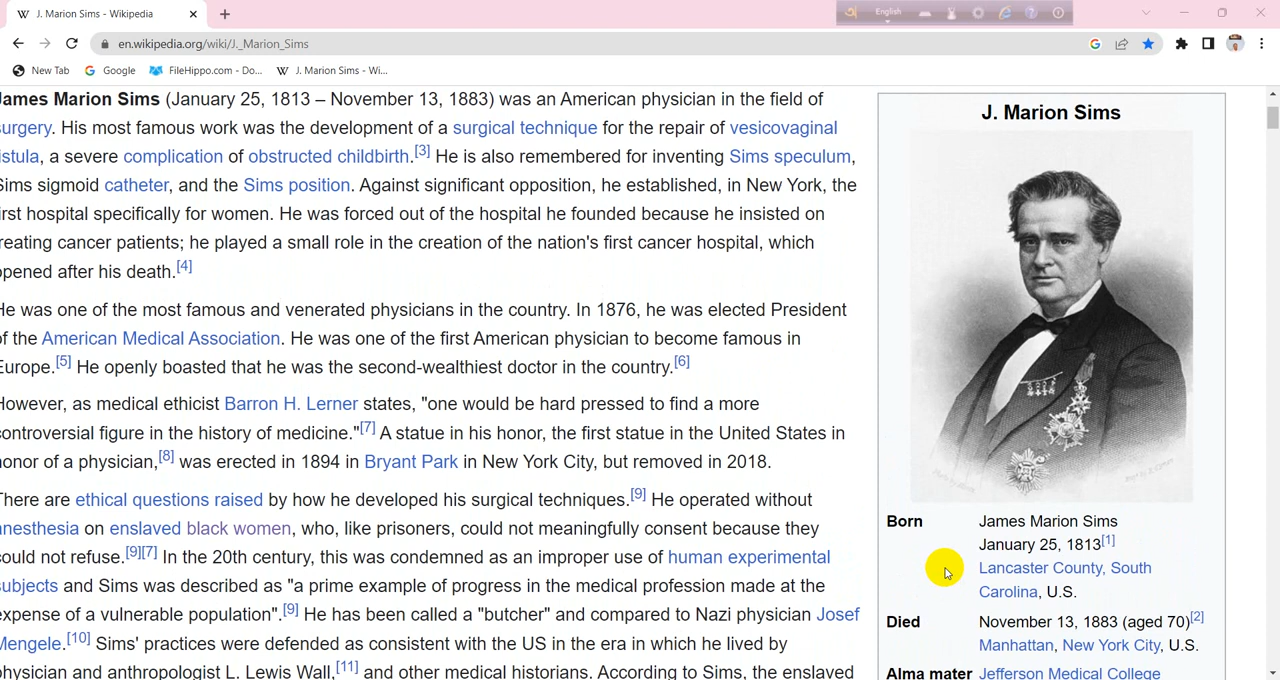 J. Marion Sims - Wikipedia
English
en.wikipedia.org/wiki/J._Marion_Sims
New Tab
Google
FileHippo.com - Do...
J. Marion Sims - Wi...
James Marion Sims (January 25, 1813 – November 13, 1883) was an American physician in the field of
surgery. His most famous work was the development of a surgical technique for the repair of vesicovaginal
istula, a severe complication of obstructed childbirth.[3] He is also remembered for inventing Sims speculum,
Sims sigmoid catheter, and the Sims position. Against significant opposition, he established, in New York, the
irst hospital specifically for women. He was forced out of the hospital he founded because he insisted on
reating cancer patients; he played a small role in the creation of the nation's first cancer hospital, which
opened after his death.[4]
He was one of the most famous and venerated physicians in the country. In 1876, he was elected President
of the American Medical Association. He was one of the first American physician to become famous in
Europe.[5] He openly boasted that he was the second-wealthiest doctor in the country.[6]
However, as medical ethicist Barron H. Lerner states, "one would be hard pressed to find a more
controversial figure in the history of medicine."[7] A statue in his honor, the first statue in the United States in
honor of a physician,[8] was erected in 1894 in Bryant Park in New York City, but removed in 2018.
There are ethical questions raised by how he developed his surgical techniques.[9] He operated without
anesthesia on enslaved black women, who, like prisoners, could not meaningfully consent because they
could not refuse.[9][7] In the 20th century, this was condemned as an improper use of human experimental
subjects and Sims was described as "a prime example of progress in the medical profession made at the
expense of a vulnerable population".[9] He has been called a "butcher" and compared to Nazi physician Josef
Mengele.[10] Sims' practices were defended as consistent with the US in the era in which he lived by
physician and anthropologist L. Lewis Wall,[11] and other medical historians. According to Sims, the enslaved
J. Marion Sims
Born James Marion Sims
January 25, 1813[1]
Lancaster County, South
Carolina, U.S.
Died November 13, 1883 (aged 70)[2]
Manhattan, New York City, U.S.
Alma mater Jefferson Medical College